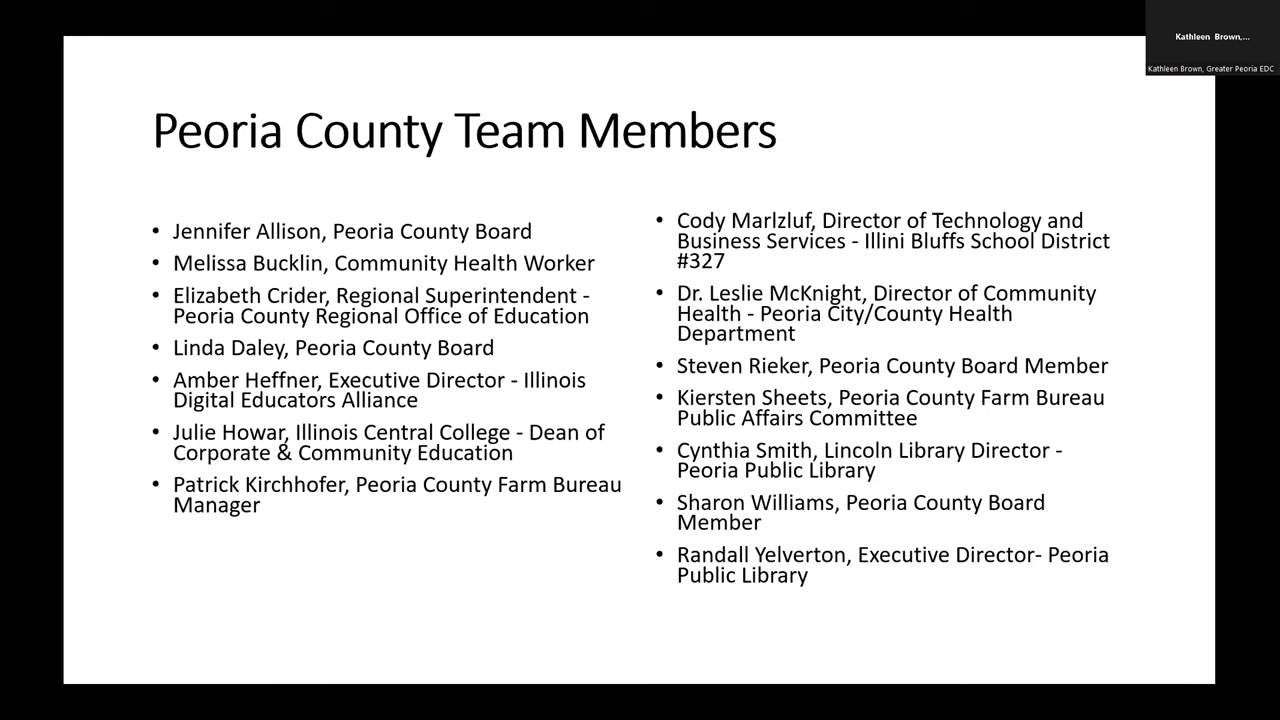 Kathleen Brown,...
Kathleen Brown, Greater Peoria EDC
Peoria County Team Members
• Jennifer Allison, Peoria County Board
• Melissa Bucklin, Community Health Worker
• Elizabeth Crider, Regional Superintendent -
Peoria County Regional Office of Education
• Linda Daley, Peoria County Board
• Amber Heffner, Executive Director - Illinois
Digital Educators Alliance
• Julie Howar, Illinois Central College - Dean of
Corporate & Community Education
• Patrick Kirchhofer, Peoria County Farm Bureau
Manager
• Cody Marlzluf, Director of Technology and
Business Services - Illini Bluffs School District
#327
• Dr. Leslie McKnight, Director of Community
Health - Peoria City/County Health
Department
• Steven Rieker, Peoria County Board Member
• Kiersten Sheets, Peoria County Farm Bureau
Public Affairs Committee
• Cynthia Smith, Lincoln Library Director -
Peoria Public Library
• Sharon Williams, Peoria County Board
Member
• Randall Yelverton, Executive Director- Peoria
Public Library